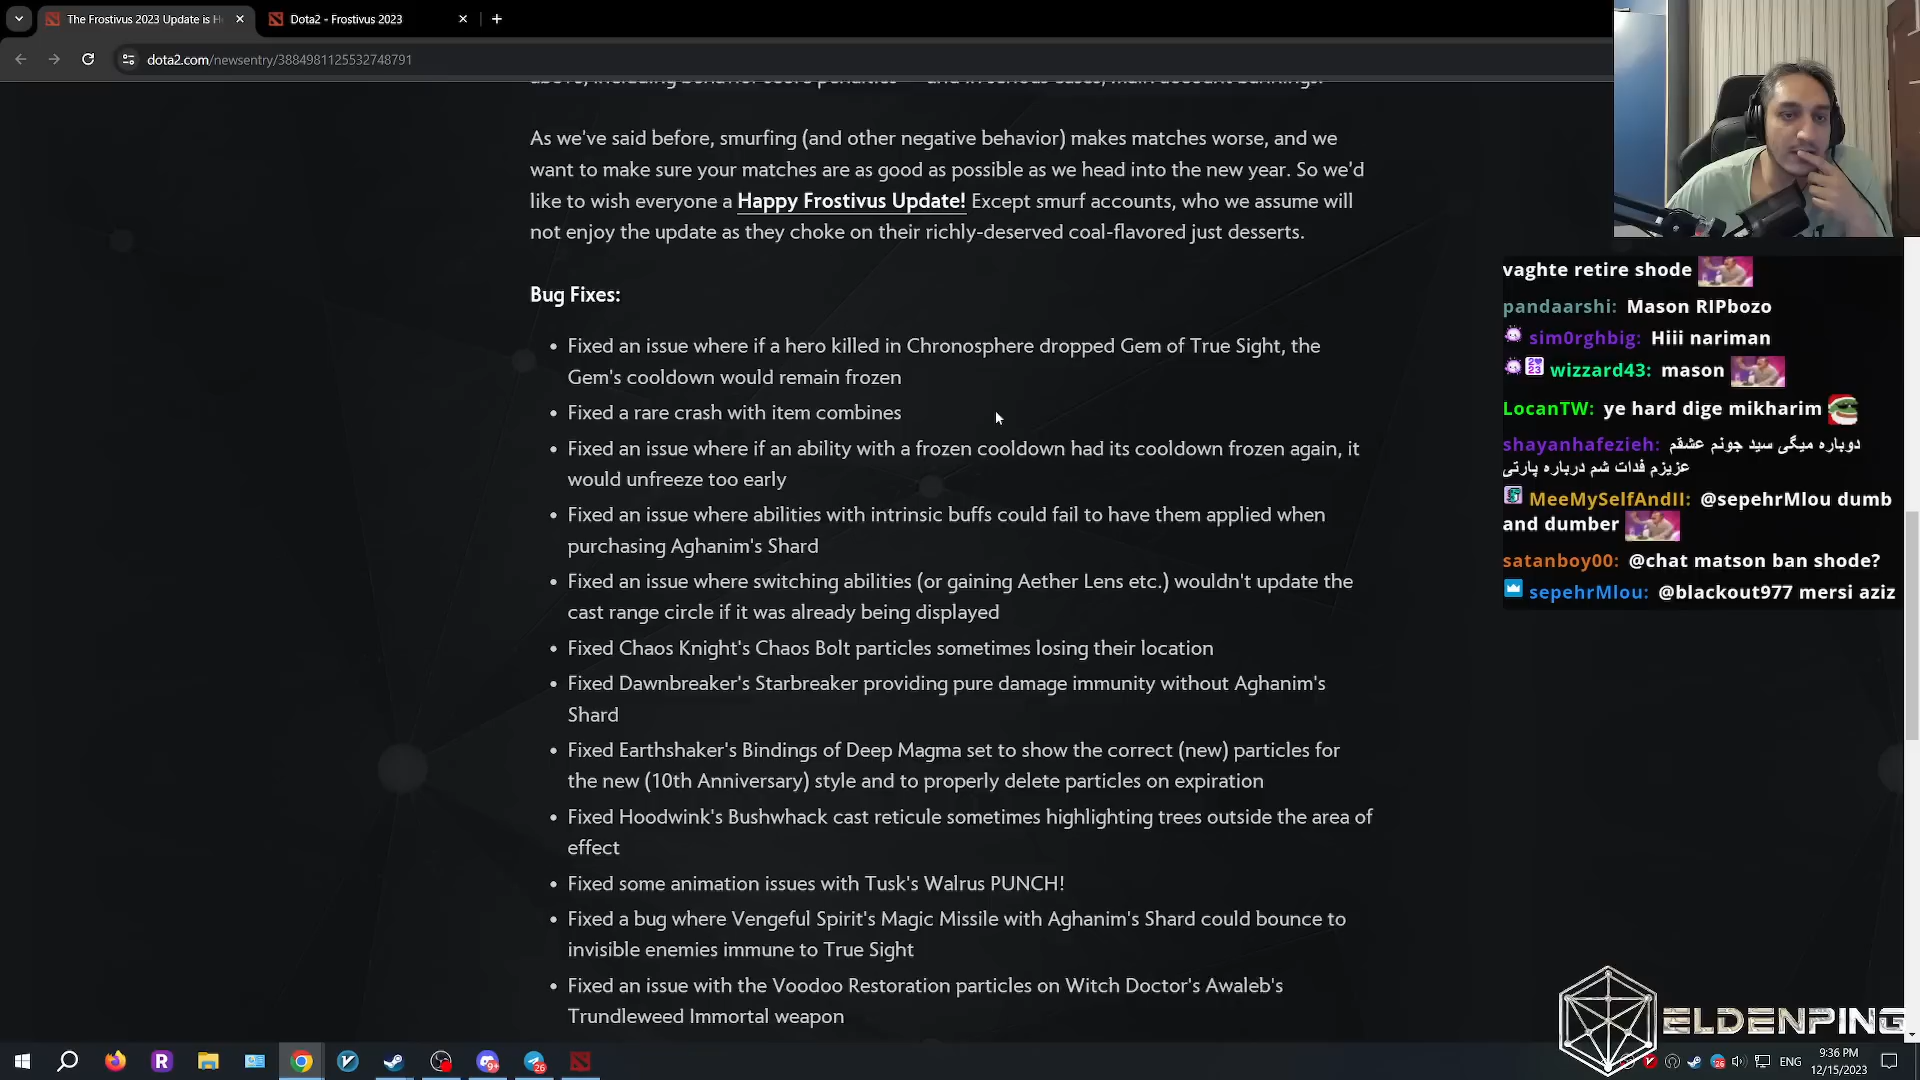 The Frostivus 2023 Update is H
Dota2 - Frostivus 2023
dota2.com/newsentry/3884981125532748791
above, including behavior score penalties — and in serious cases, main account bannings.
As we've said before, smurfing (and other negative behavior) makes matches worse, and we
want to make sure your matches are as good as possible as we head into the new year. So we'd
like to wish everyone a Happy Frostivus Update! Except smurf accounts, who we assume will
not enjoy the update as they choke on their richly-deserved coal-flavored just desserts.
Bug Fixes:
• Fixed an issue where if a hero killed in Chronosphere dropped Gem of True Sight, the
Gem's cooldown would remain frozen
• Fixed a rare crash with item combines
• Fixed an issue where if an ability with a frozen cooldown had its cooldown frozen again, it
would unfreeze too early
• Fixed an issue where abilities with intrinsic buffs could fail to have them applied when
purchasing Aghanim's Shard
• Fixed an issue where switching abilities (or gaining Aether Lens etc.) wouldn't update the
cast range circle if it was already being displayed
• Fixed Chaos Knight's Chaos Bolt particles sometimes losing their location
• Fixed Dawnbreaker's Starbreaker providing pure damage immunity without Aghanim's
Shard
• Fixed Earthshaker's Bindings of Deep Magma set to show the correct (new) particles for
the new (10th Anniversary) style and to properly delete particles on expiration
• Fixed Hoodwink's Bushwhack cast reticule sometimes highlighting trees outside the area of
effect
• Fixed some animation issues with Tusk's Walrus PUNCH!
• Fixed a bug where Vengeful Spirit's Magic Missile with Aghanim's Shard could bounce to
invisible enemies immune to True Sight
• Fixed an issue with the Voodoo Restoration particles on Witch Doctor's Awaleb's
Trundleweed Immortal weapon
vaghte retire shode
pandaarshi: Mason RIPbozo
sim0rghbig: Hiii nariman
wizzard43: mason
LocanTW: ye hard dige mikharim
shayanhafezieh: دوباره میگی سید جونم عشقم
عزیزم فدات شم درباره پارتی
MeeMySelfAndII: @sepehrMlou dumb
and dumber
satanboy00: @chat matson ban shode?
sepehrMlou: @blackout977 mersi aziz
ELDENPING
9+
26
ENG
9:36 PM
12/15/2023